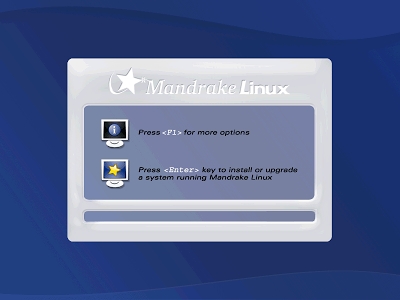 Mandrake Linux
Press <F1> for more options
Press <Enter> key to install or upgrade
a system running Mandrake Linux